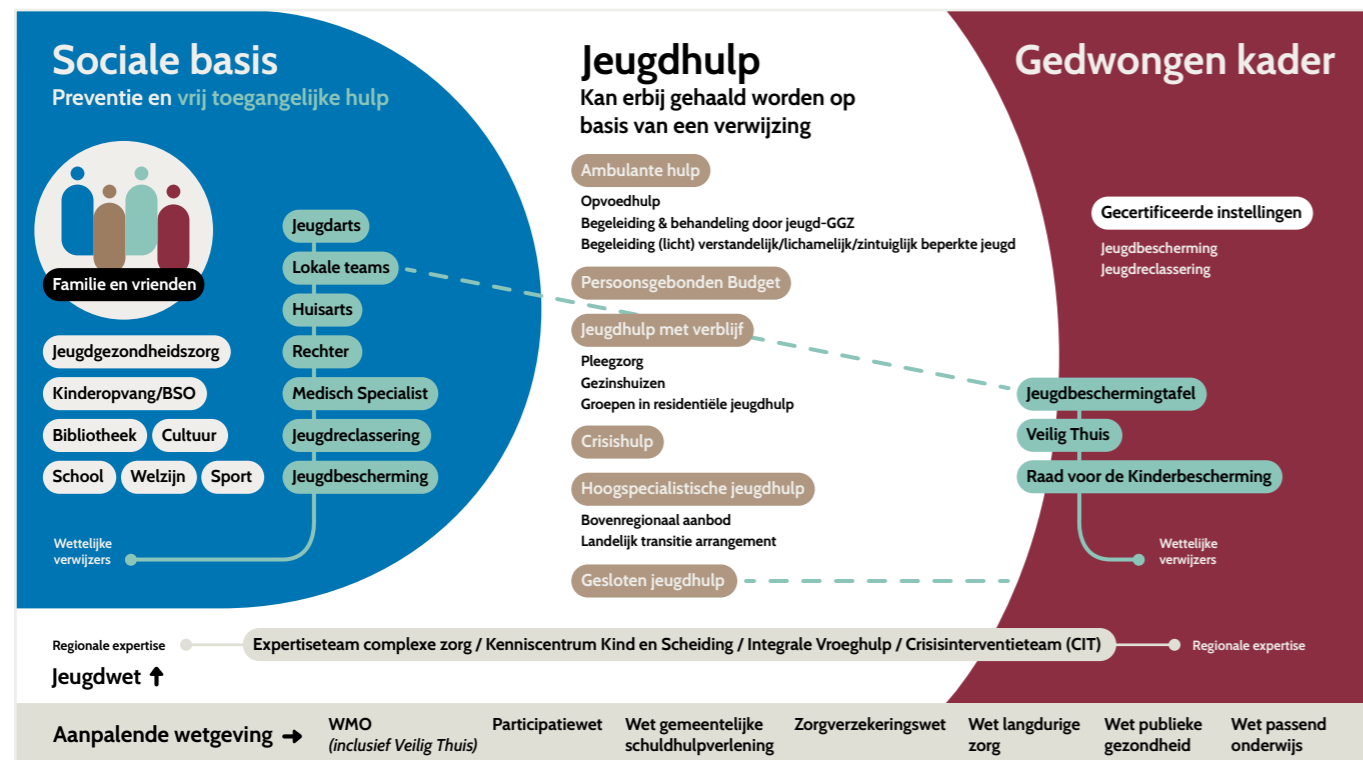 Sociale basis
Preventie en vrij toegangelijke hulp
Familie en vrienden
Jeugdgezondheidszorg
Kinderopvang/BSO
Bibliotheek
Cultuur
School
Welzijn
Sport
Jeugdarts
Lokale teams
Huisarts
Rechter
Medisch Specialist
Jeugdreclassering
Jeugdbescherming
Wettelijke
verwijzers
Jeugdhulp
Kan erbij gehaald worden op
basis van een verwijzing
Ambulante hulp
Opvoedhulp
Begeleiding & behandeling door jeugd-GGZ
Begeleiding (licht) verstandelijk/lichamelijk/zintuiglijk beperkte jeugd
Persoonsgebonden Budget
Jeugdhulp met verblijf
Pleegzorg
Gezinshuizen
Groepen in residentiële jeugdhulp
Crisishulp
Hoogspecialistische jeugdhulp
Bovenregionaal aanbod
Landelijk transitie arrangement
Gesloten jeugdhulp
Gedwongen kader
Gecertificeerde instellingen
Jeugdbescherming
Jeugdreclassering
Jeugdbeschermingtafel
Veilig Thuis
Raad voor de Kinderbescherming
Wettelijke
verwijzers
Regionale expertise
Expertiseteam complexe zorg / Kenniscentrum Kind en Scheiding / Integrale Vroeghulp / Crisisinterventieteam (CIT)
Regionale expertise
Jeugdwet ↑
Aanpalende wetgeving →
WMO
(inclusief Veilig Thuis)
Participatiewet
Wet gemeentelijke
schuldhulpverlening
Zorgverzekeringswet
Wet langdurige
zorg
Wet publieke
gezondheid
Wet passend
onderwijs